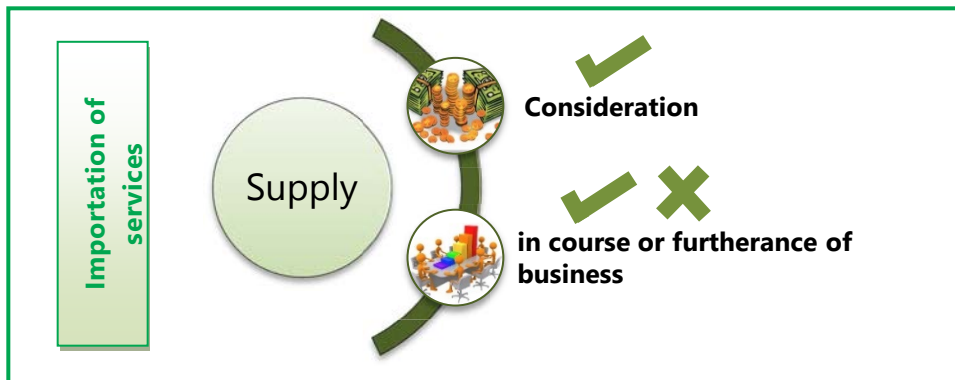 Importation of
services
Supply
Consideration
in course or furtherance of
business